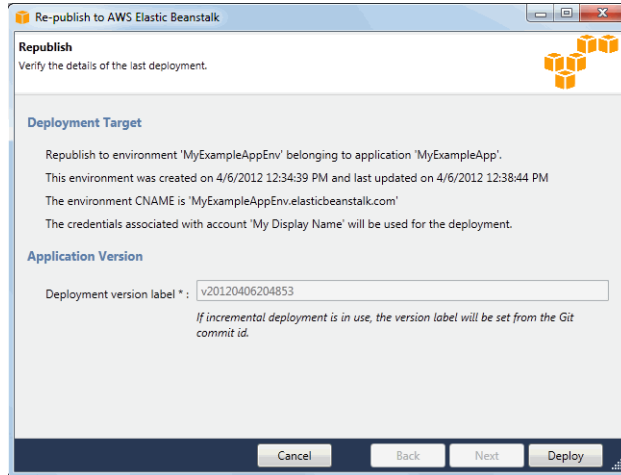 Re-publish to AWS Elastic Beanstalk
Republish
Verify the details of the last deployment.
Deployment Target
Republish to environment 'MyExampleAppEnv' belonging to application 'MyExampleApp'.
This environment was created on 4/6/2012 12:34:39 PM and last updated on 4/6/2012 12:38:44 PM
The environment CNAME is 'MyExampleAppEnv.elasticbeanstalk.com'
The credentials associated with account 'My Display Name' will be used for the deployment.
Application Version
Deployment version label * : v20120406204853
If incremental deployment is in use, the version label will be set from the Git
commit id.
Cancel Back Next Deploy